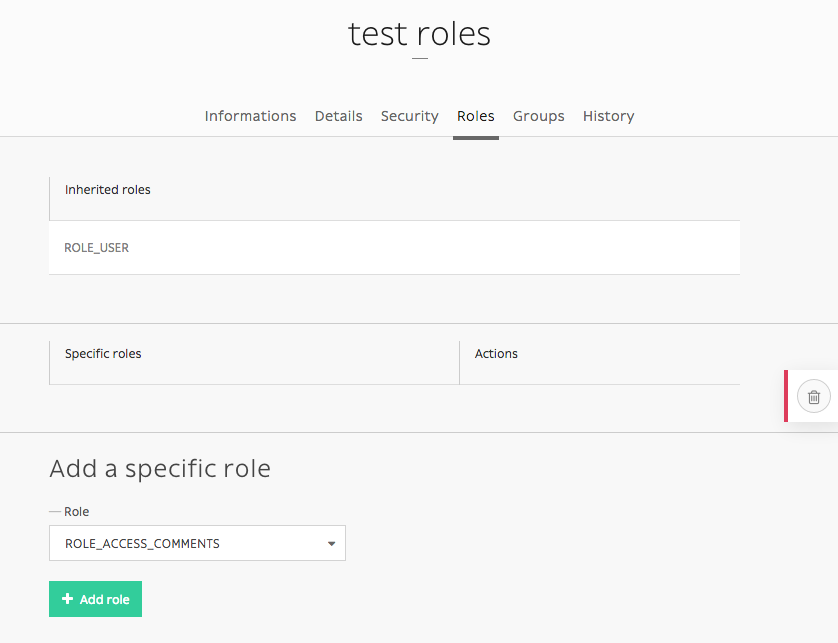 test roles
Informations Details Security Roles Groups History
Inherited roles
ROLE_USER
Specific roles Actions
Add a specific role
Role
ROLE_ACCESS_COMMENTS
Add role